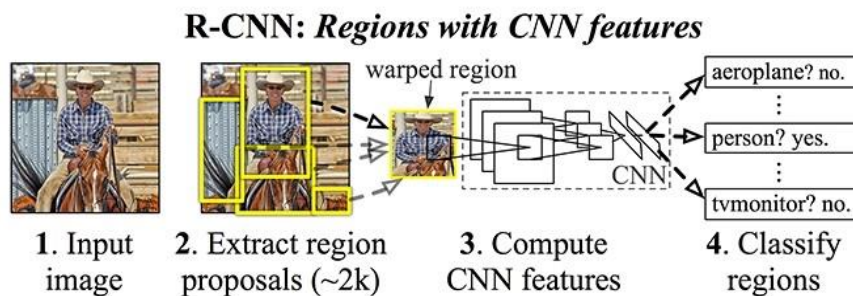 R-CNN: Regions with CNN features
warped region
aeroplane? no.
person? yes.
CNN
tvmonitor? no.
1. Input
image
2. Extract region
proposals (~2k)
3. Compute
CNN features
4. Classify
regions